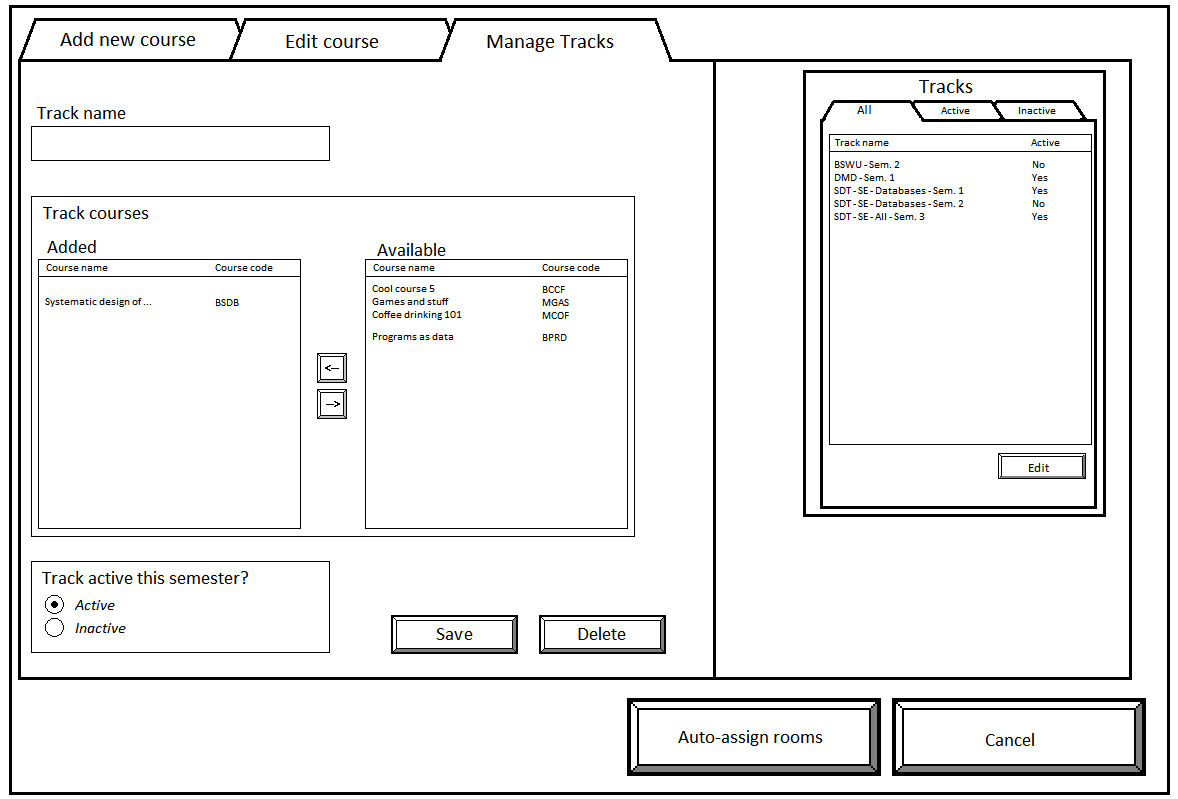 Add new course
Edit course
Manage Tracks
Track name
Track courses
Added
Course name Course code
Systematic design of ... BSDB
<-
->
Available
Course name Course code
Cool course 5 BCCF
Games and stuff MGAS
Coffee drinking 101 MCOF
Programs as data BPRD
Track active this semester?
Active
Inactive
Save
Delete
Tracks
All
Active
Inactive
Track name Active
BSWU - Sem. 2 No
DMD - Sem. 1 Yes
SDT - SE - Databases - Sem. 1 Yes
SDT - SE - Databases - Sem. 2 No
SDT - SE - All - Sem. 3 Yes
Edit
Auto-assign rooms
Cancel